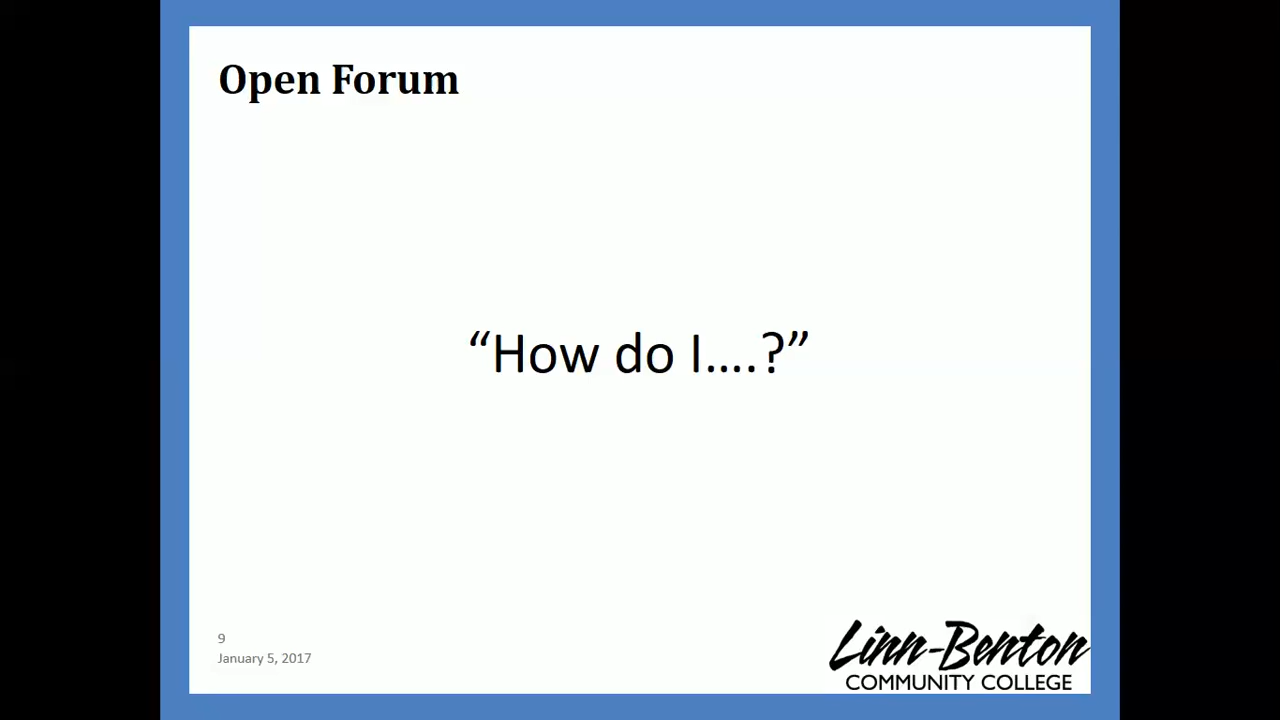 Open Forum
“How do I....?”
9
January 5, 2017
Linn-Benton
COMMUNITY COLLEGE